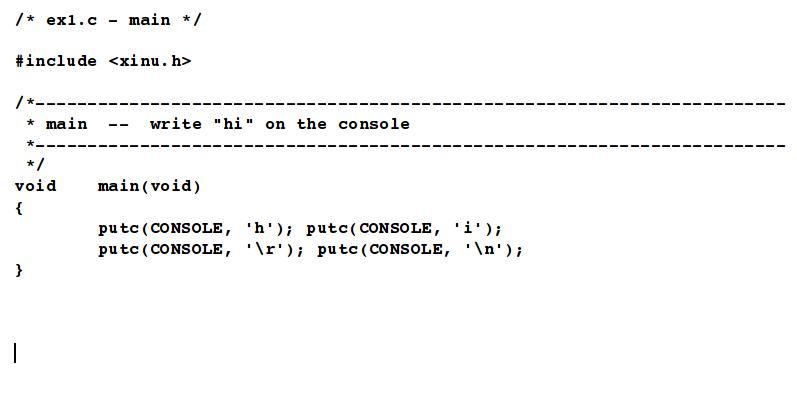 /* ex1.c - main */
#include <xinu.h>
/*------------------------------------------------------------------------
 * main  --  write "hi" on the console
 *------------------------------------------------------------------------
 */
void    main(void)
{
        putc(CONSOLE, 'h'); putc(CONSOLE, 'i');
        putc(CONSOLE, '\r'); putc(CONSOLE, '\n');
}